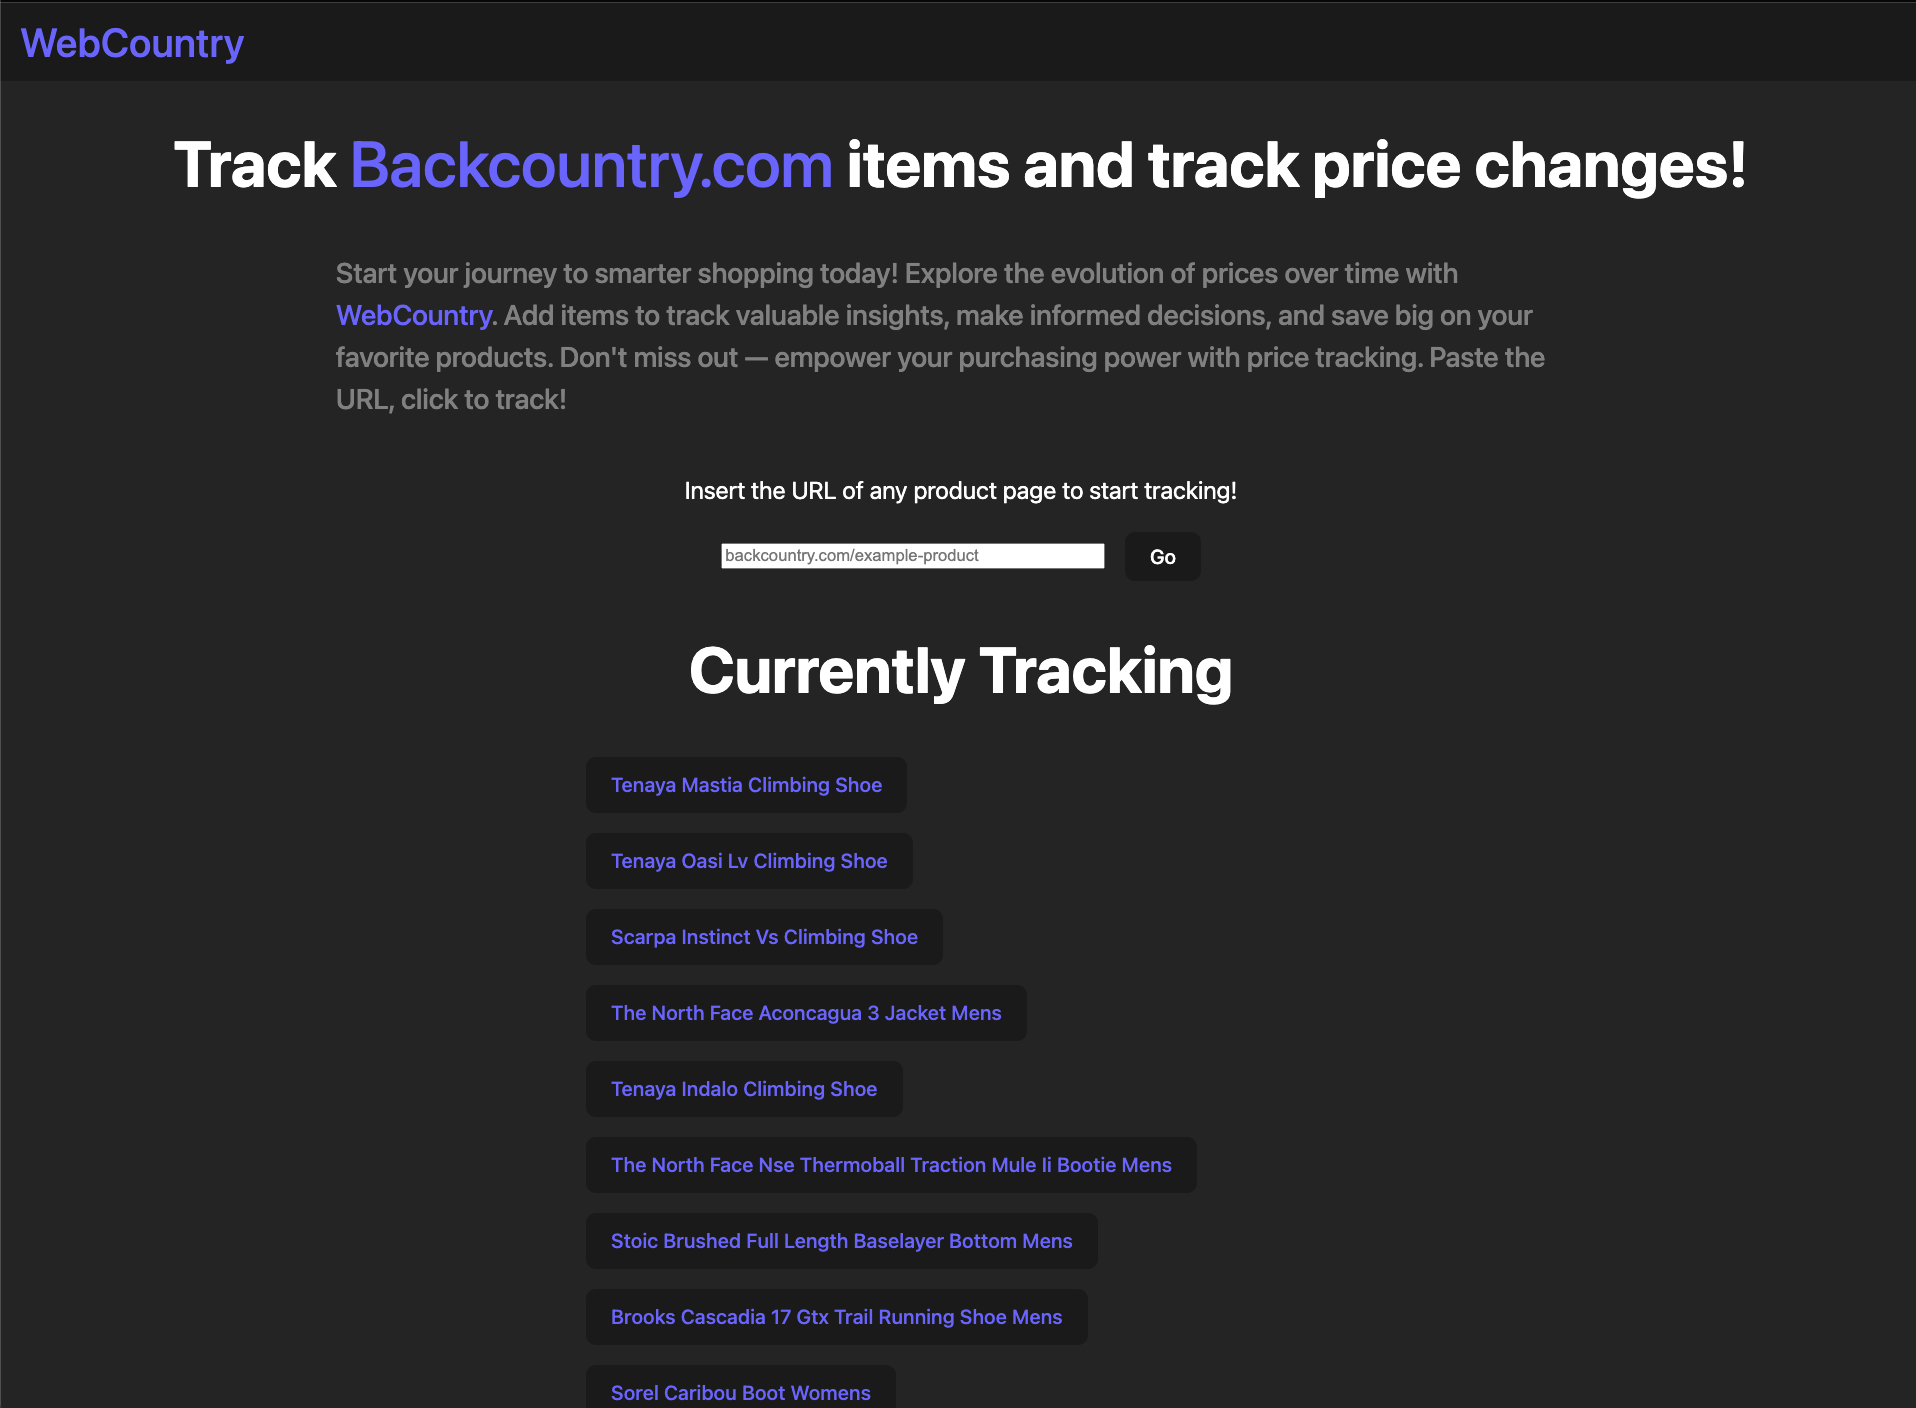 WebCountry
Track Backcountry.com items and track price changes!
Start your journey to smarter shopping today! Explore the evolution of prices over time with
WebCountry. Add items to track valuable insights, make informed decisions, and save big on your
favorite products. Don't miss out — empower your purchasing power with price tracking. Paste the
URL, click to track!
Insert the URL of any product page to start tracking!
backcountry.com/example-product Go
Currently Tracking
Tenaya Mastia Climbing Shoe
Tenaya Oasi Lv Climbing Shoe
Scarpa Instinct Vs Climbing Shoe
The North Face Aconcagua 3 Jacket Mens
Tenaya Indalo Climbing Shoe
The North Face Nse Thermoball Traction Mule Ii Bootie Mens
Stoic Brushed Full Length Baselayer Bottom Mens
Brooks Cascadia 17 Gtx Trail Running Shoe Mens
Sorel Caribou Boot Womens